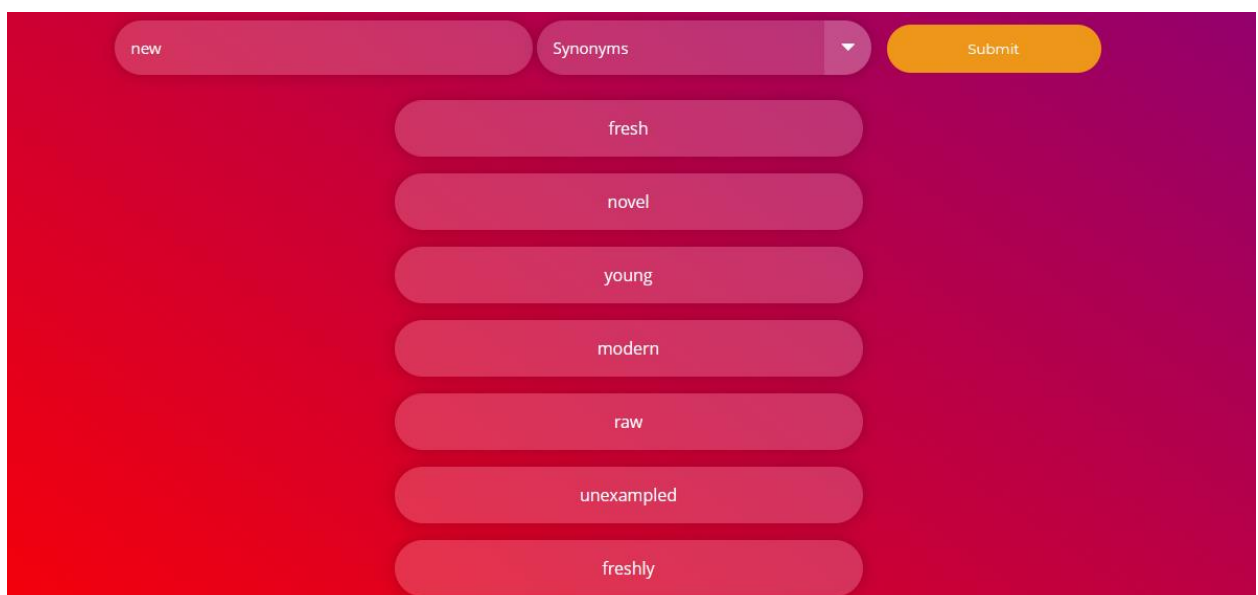 new Synonyms Submit
fresh
novel
young
modern
raw
unexampled
freshly